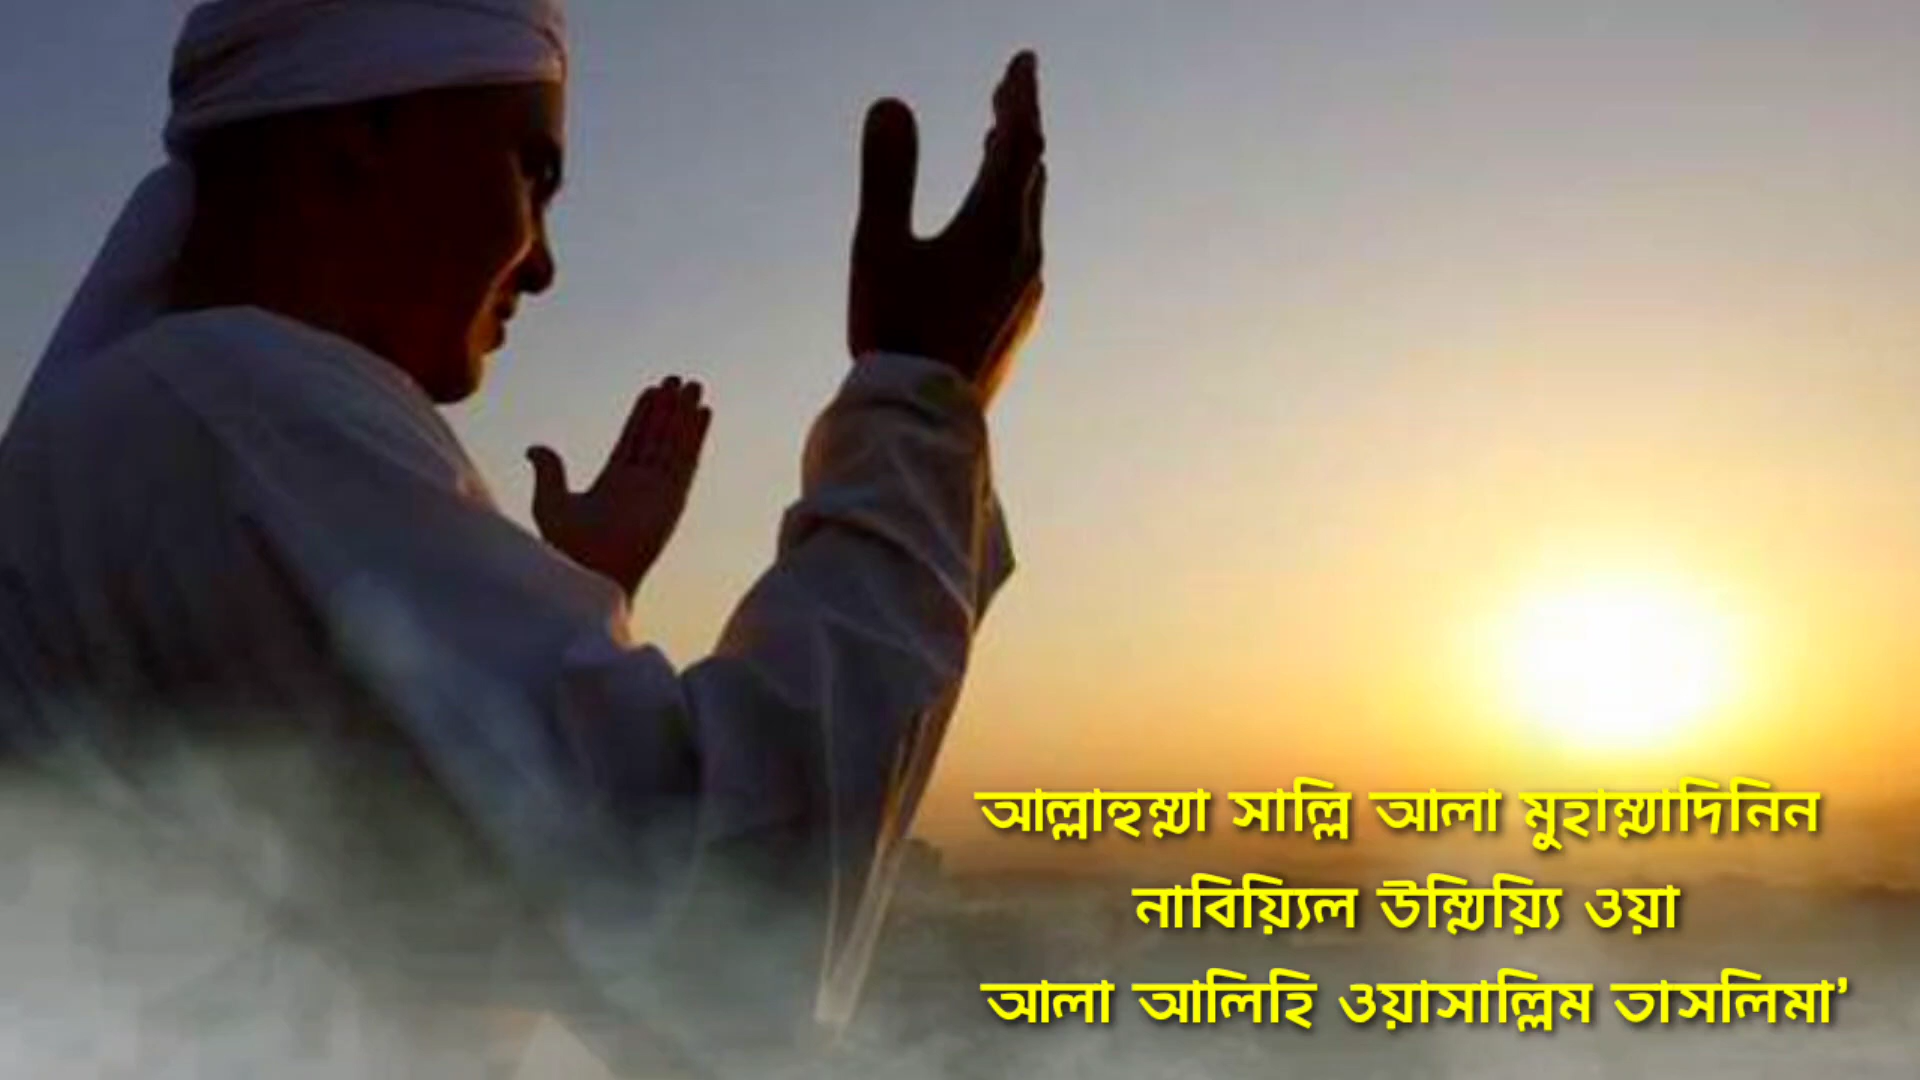 আল্লাহুম্মা সাল্লি আলা মুহাম্মাদিনিন
নাবিয়্যিল উম্মিয়্যি ওয়া
আলা আলিহি ওয়াসাল্লিম তাসলিমা’